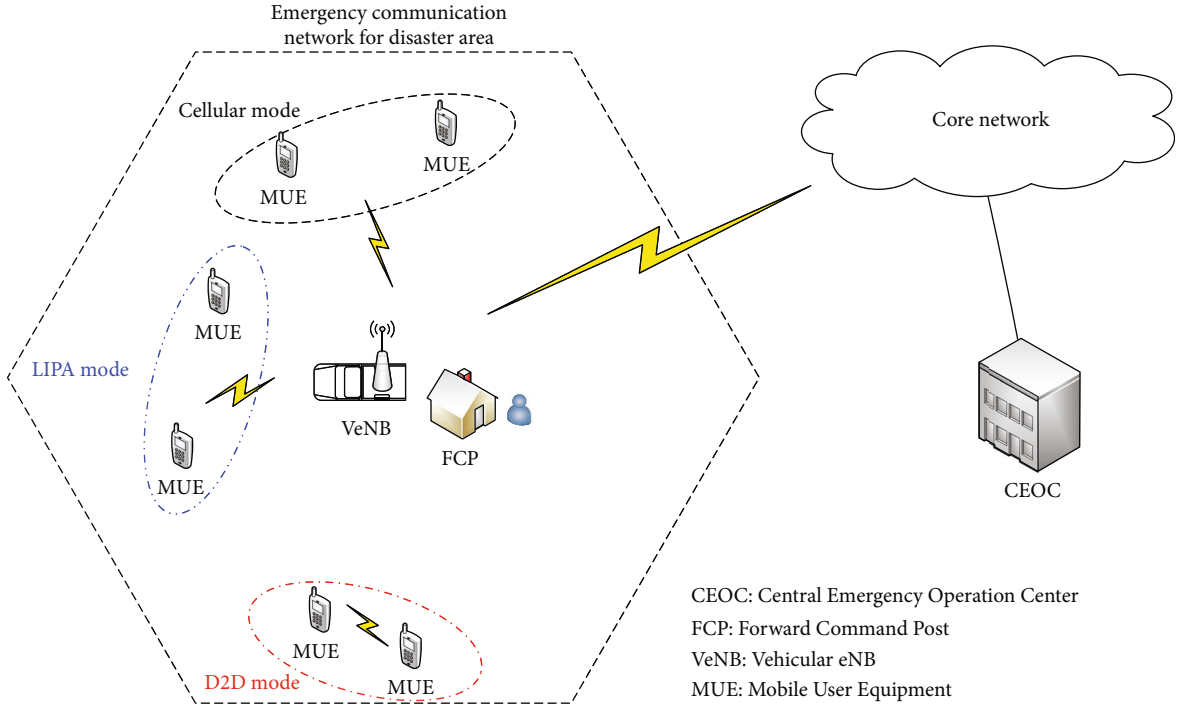 Emergency communication
network for disaster area
Cellular mode
MUE
MUE
Core network
MUE
LIPA mode
MUE
VeNB
FCP
CEOC
MUE
MUE
D2D mode
CEOC: Central Emergency Operation Center
FCP: Forward Command Post
VeNB: Vehicular eNB
MUE: Mobile User Equipment